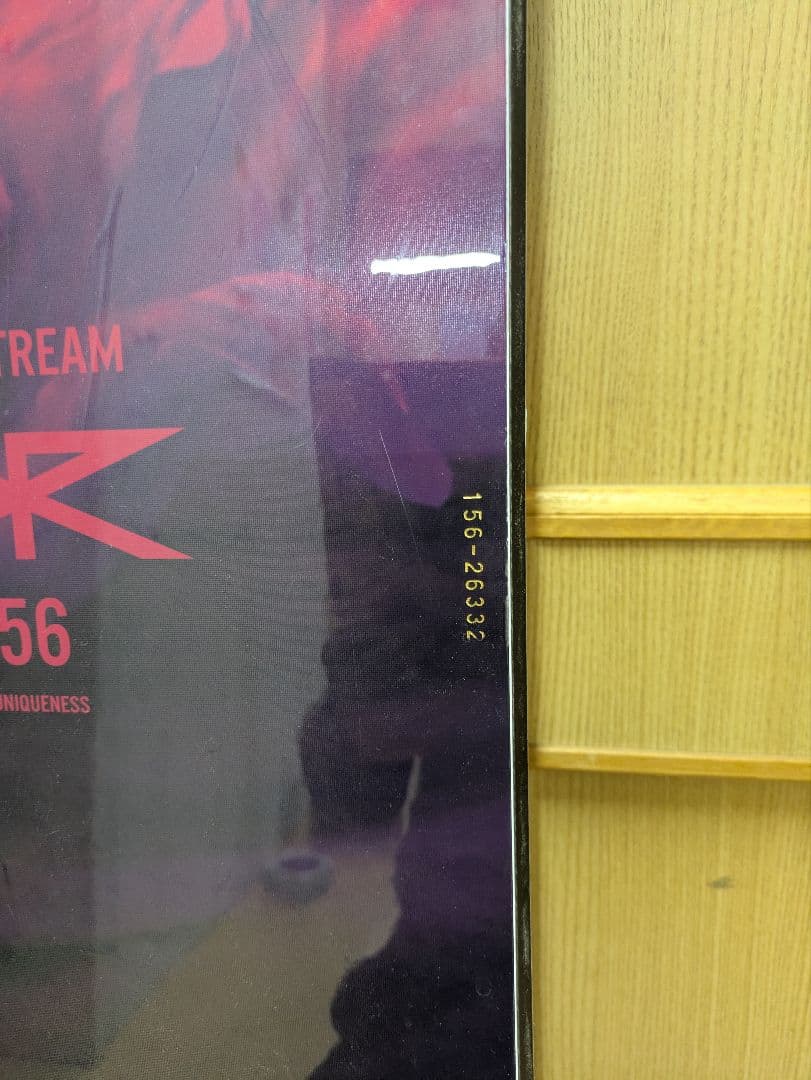 TREAM
R
56
UNIQUENESS
156-26332